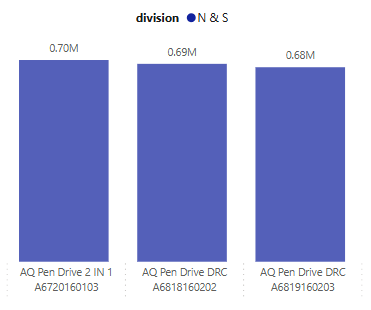 division N & S
0.70M
0.69M
0.68M
AQ Pen Drive 2 IN 1
A6720160103
AQ Pen Drive DRC
A6818160202
AQ Pen Drive DRC
A6819160203